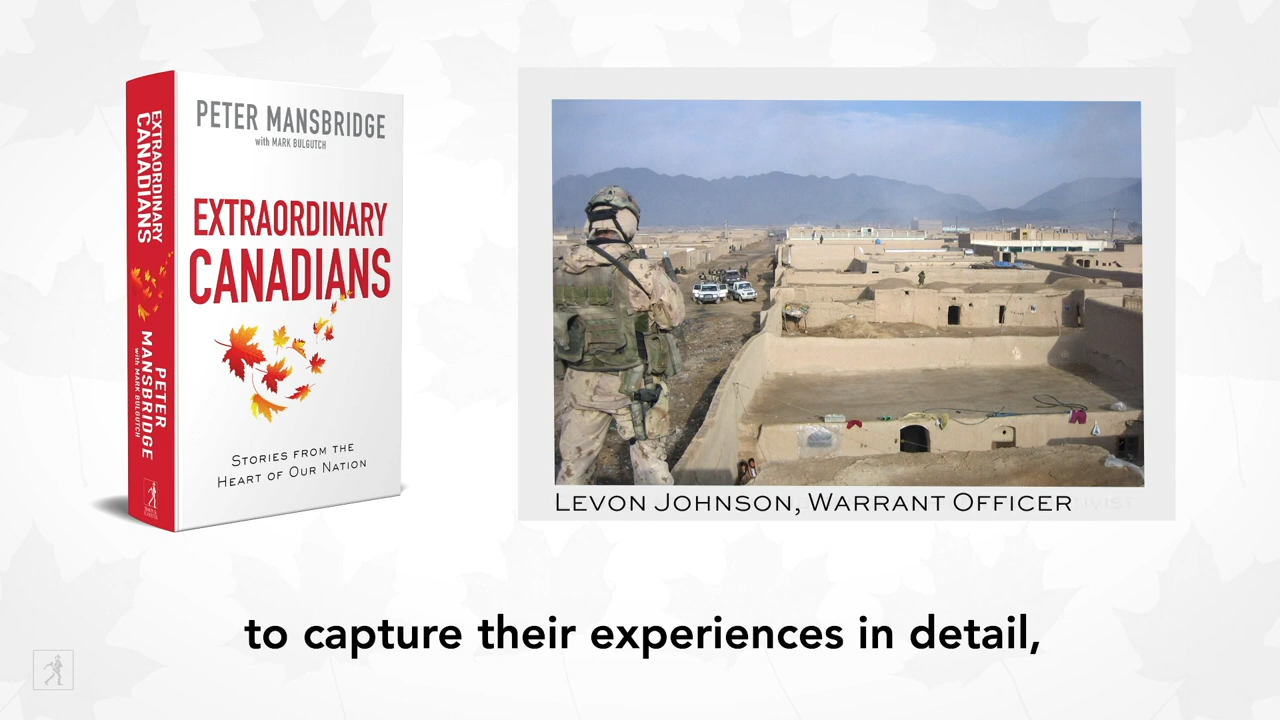 EXTRAORDINARY
CANADIANS
PETER
MANSBRIDGE
with MARK BULGUTCH
PETER MANSBRIDGE
with MARK BULGUTCH
EXTRAORDINARY
CANADIANS
STORIES FROM THE
HEART OF OUR NATION
LEVON JOHNSON, WARRANT OFFICER
to capture their experiences in detail,